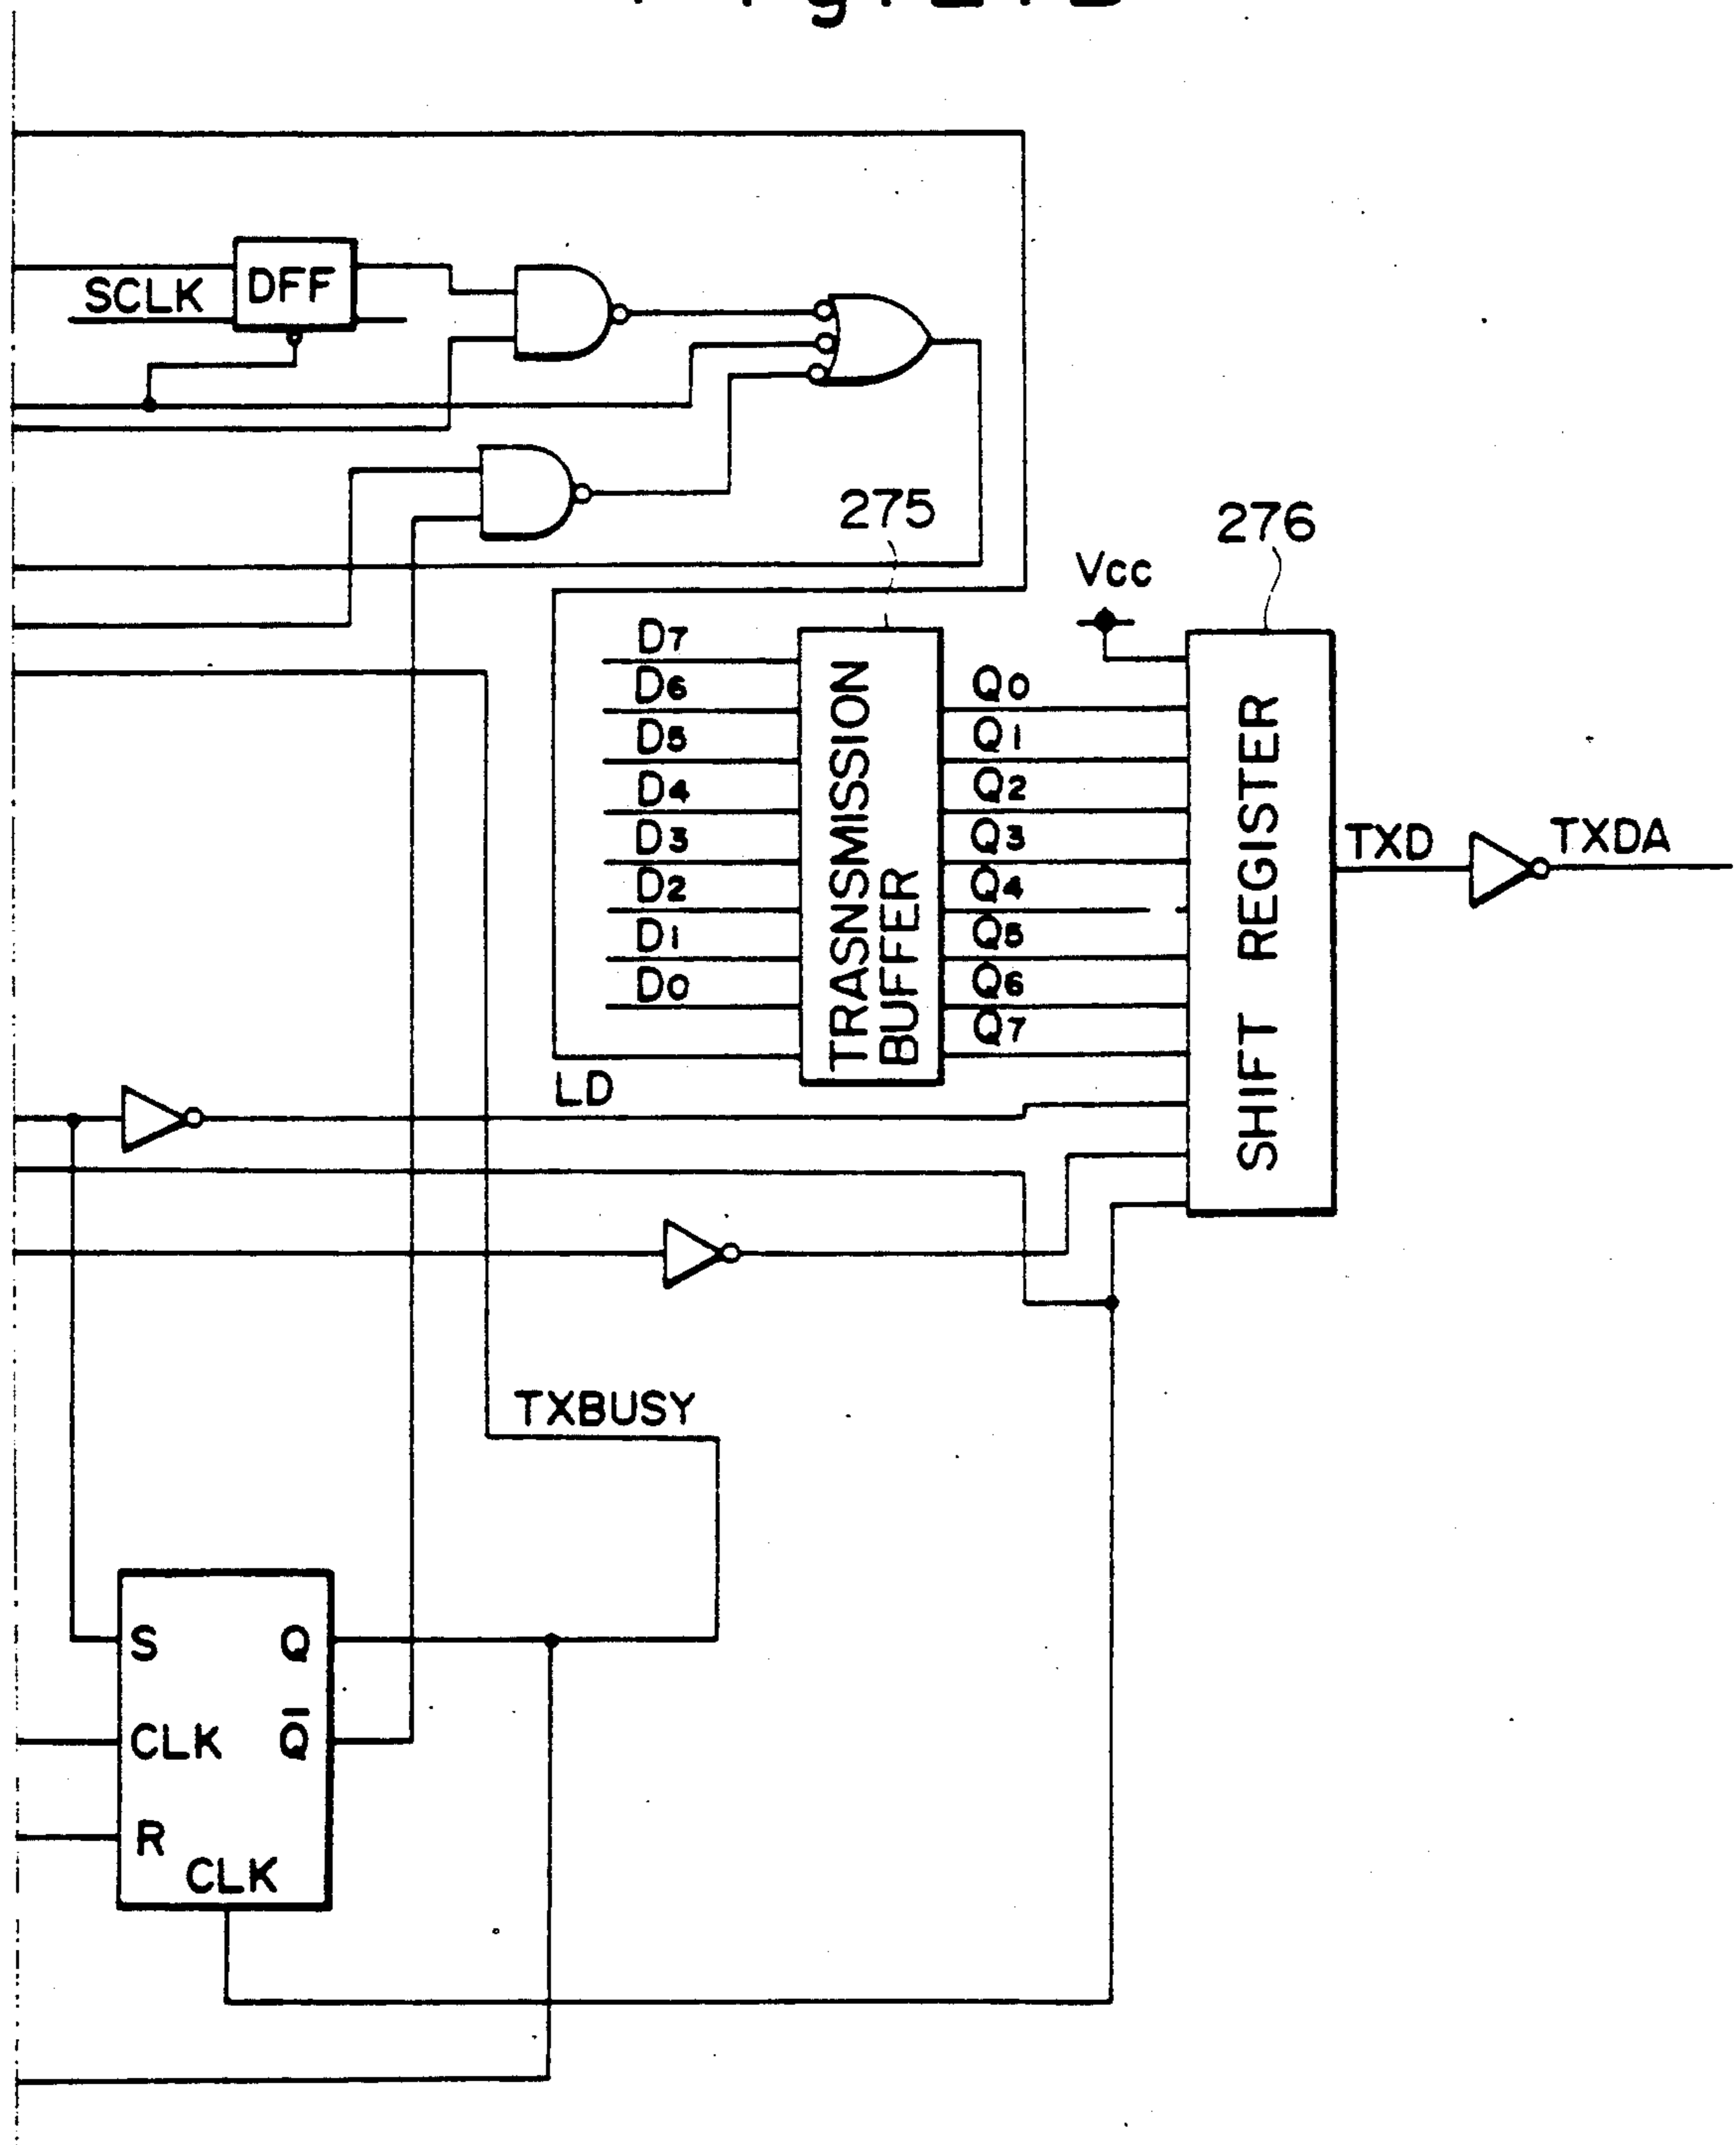 DFF
SCLK
275
276
Vcc
D7
D6
D5
D4
D3
D2
D1
D0
TRASNSMISSION
BUFFER
Q0
Q1
Q2
Q3
Q4
Q5
Q6
Q7
SHIFT REGISTER
TXD
TXDA
LD
TXBUSY
S
Q
CLK
Q̅
R
CLK